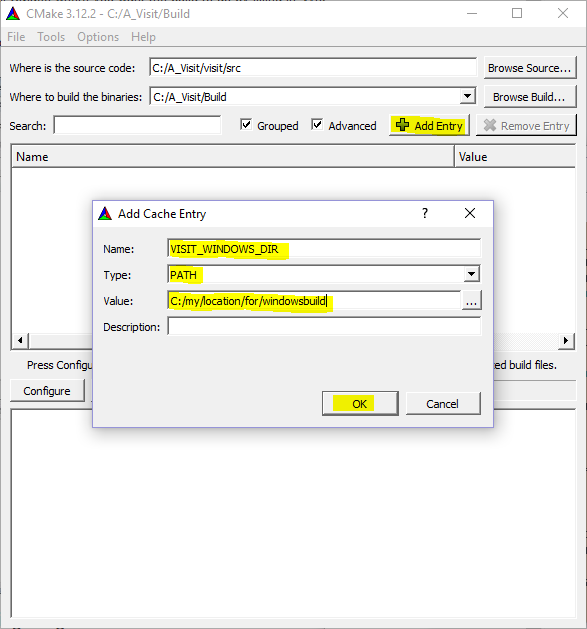 CMake 3.12.2 - C:/A_Visit/Build
File Tools Options Help
Where is the source code: C:/A_Visit/visit/src Browse Source...
Where to build the binaries: C:/A_Visit/Build Browse Build...
Search: Grouped Advanced Add Entry Remove Entry
Name Value
Add Cache Entry ?
Name: VISIT_WINDOWS_DIR
Type: PATH
Value: C:/my/location/for/windowsbuild ...
Description:
Press Configu ted build files.
Configure
OK Cancel